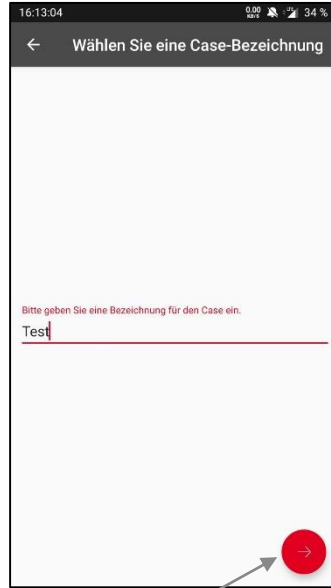 16:13:04 0.00 KB/S 34 %
Wählen Sie eine Case-Bezeichnung
Bitte geben Sie eine Bezeichnung für den Case ein.
Test